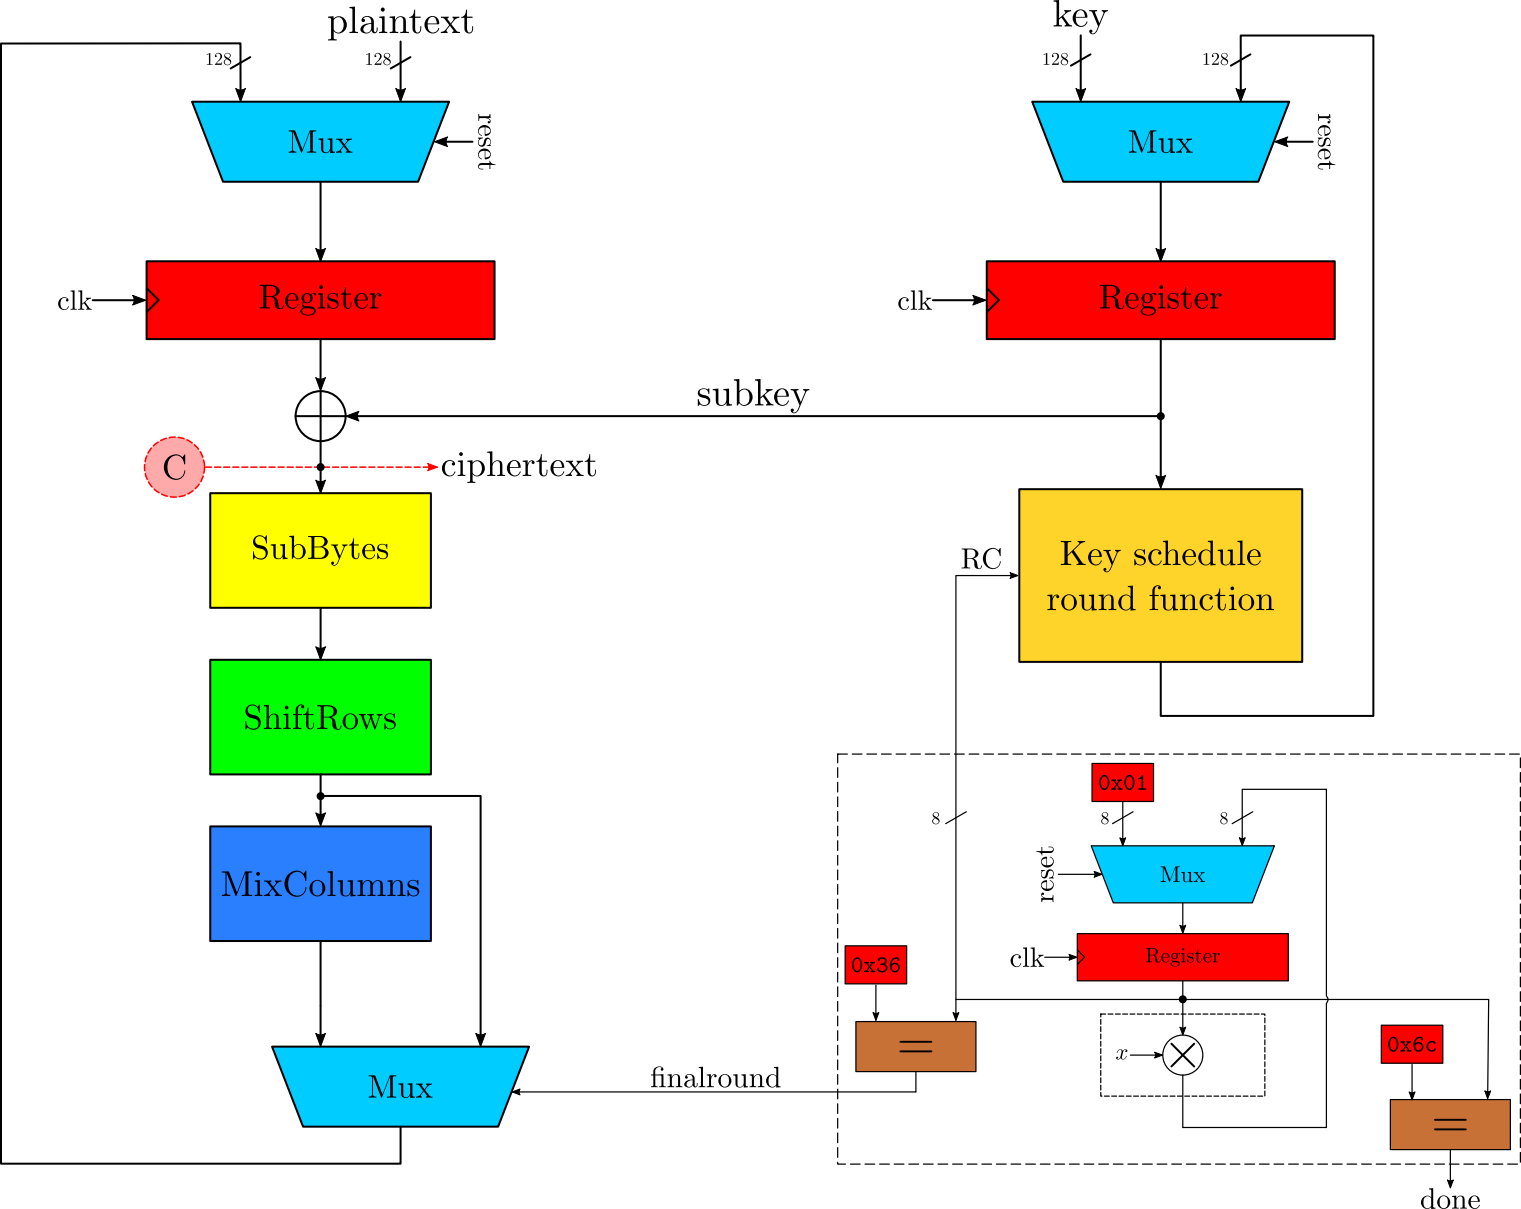 plaintext
key
128
128
128
128
Mux
reset
Mux
reset
clk
Register
clk
Register
subkey
C
ciphertext
SubBytes
RC
Key schedule
round function
ShiftRows
0x01
8
8
8
MixColumns
reset
Mux
0x36
clk
Register
=
x
0x6c
Mux
finalround
=
done